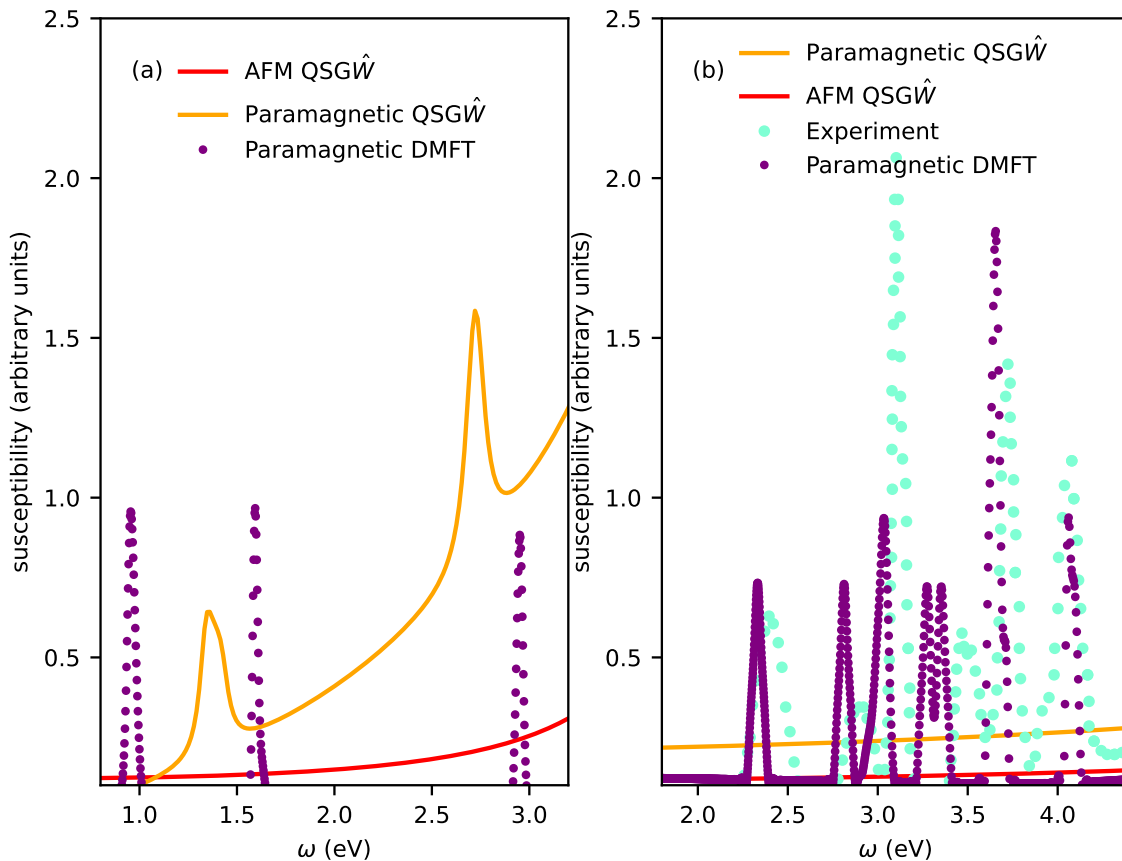 2.5
2.0
1.5
1.0
0.5
susceptibility (arbitrary units)
(a)
AFM QSGŴ
Paramagnetic QSGŴ
Paramagnetic DMFT
1.0
1.5
2.0
2.5
3.0
ω (eV)
2.5
2.0
1.5
1.0
0.5
susceptibility (arbitrary units)
(b)
Paramagnetic QSGŴ
AFM QSGŴ
Experiment
Paramagnetic DMFT
2.0
2.5
3.0
3.5
4.0
ω (eV)